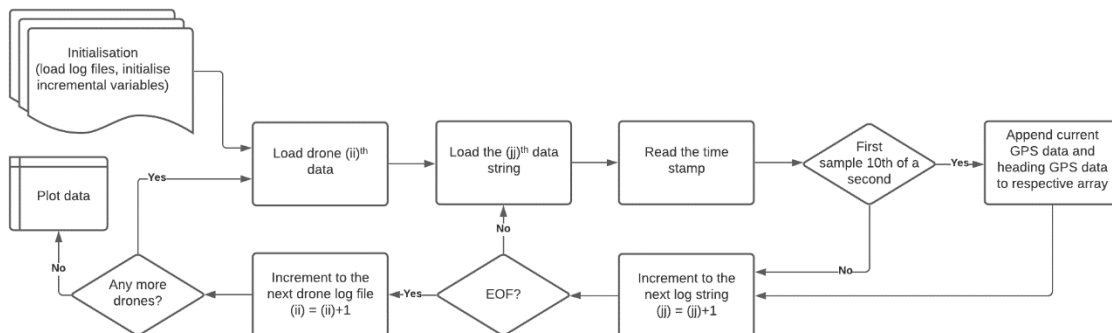 Initialisation
(load log files, initialise
incremental variables)
Load drone (ii)ᵗʰ
data
Load the (jj)ᵗʰ data
string
Read the time
stamp
First
sample 10th of a
second
Yes
Append current
GPS data and
heading GPS data
to respective array
No
Increment to the
next log string
(jj) = (jj)+1
EOF?
No
Yes
Increment to the
next drone log file
(ii) = (ii)+1
Any more
drones?
Yes
No
Plot data